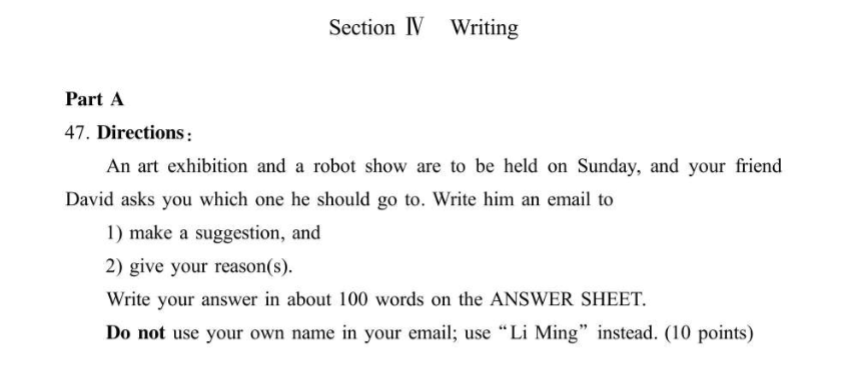 Section Ⅳ Writing
Part A
47. Directions:
An art exhibition and a robot show are to be held on Sunday, and your friend
David asks you which one he should go to. Write him an email to
1) make a suggestion, and
2) give your reason(s).
Write your answer in about 100 words on the ANSWER SHEET.
Do not use your own name in your email; use “Li Ming” instead. (10 points)